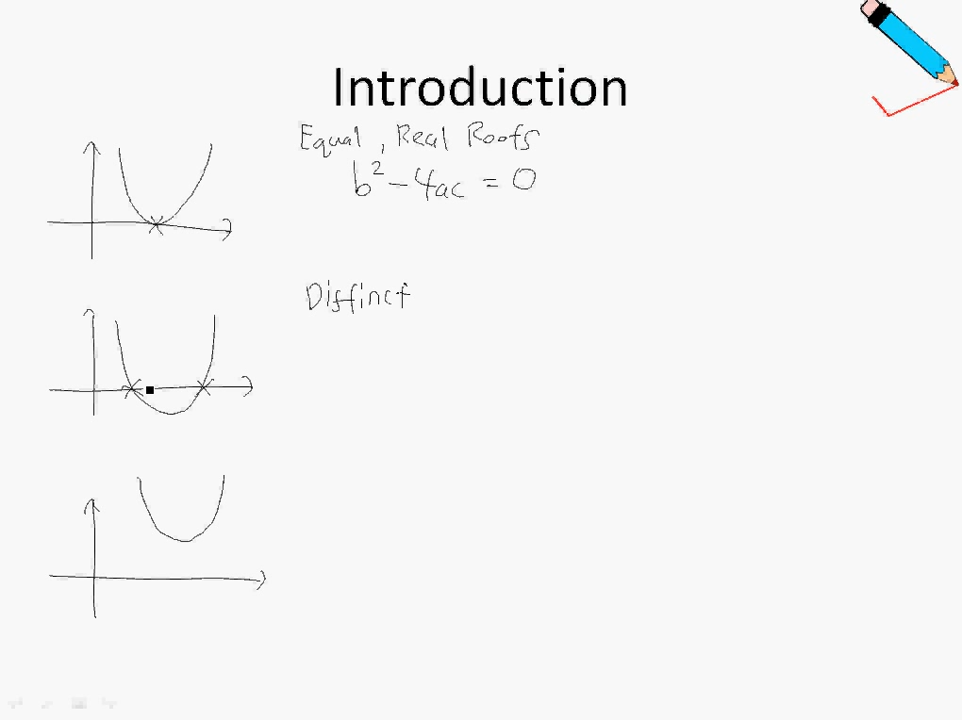 Introduction
Equal, Real Roots
b² - 4ac = 0
Distinct